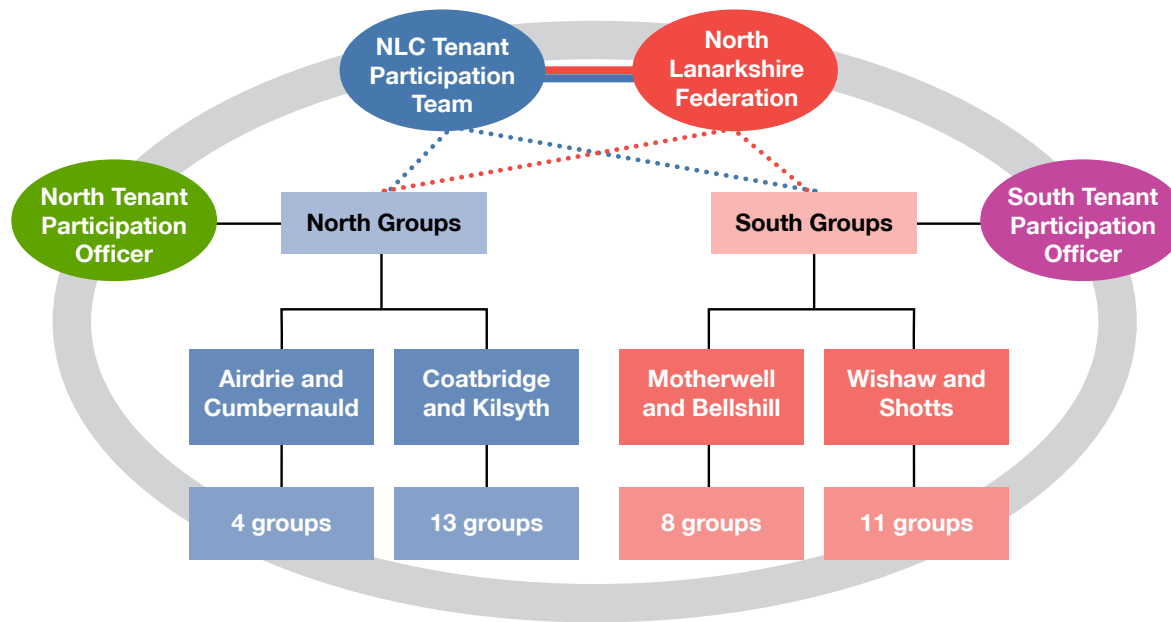 NLC Tenant
Participation
Team
North
Lanarkshire
Federation
North Tenant
Participation
Officer
North Groups
South Groups
South Tenant
Participation
Officer
Airdrie and
Cumbernauld
Coatbridge
and Kilsyth
Motherwell
and Bellshill
Wishaw and
Shotts
4 groups
13 groups
8 groups
11 groups